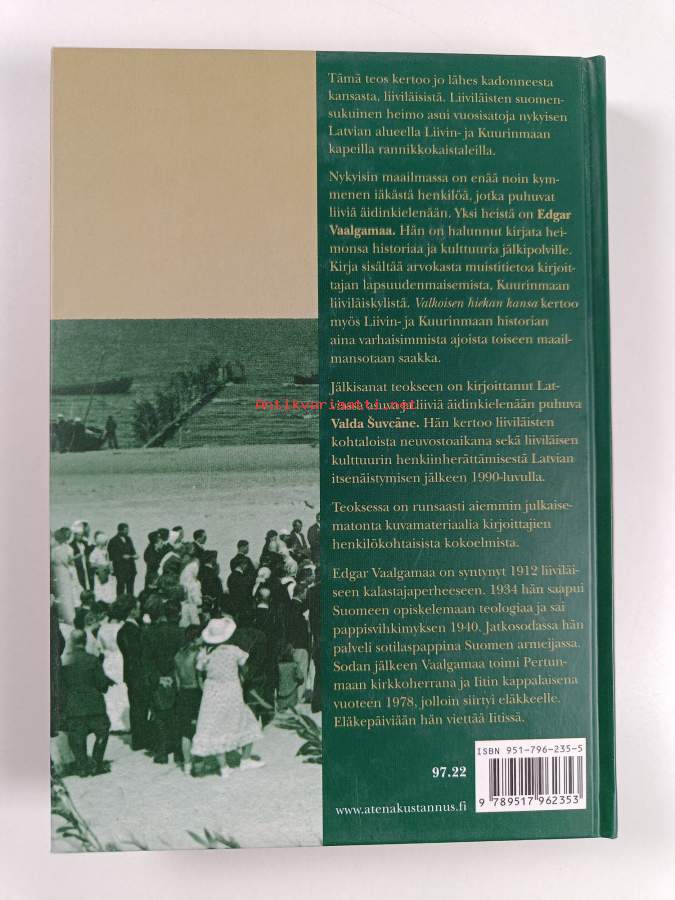 Tämä teos kertoo jo lähes kadonneesta
kansasta, liiviläisistä. Liiviläisten suomen-
sukuinen heimo asui vuosisatoja nykyisen
Latvian alueella Liivin- ja Kuurinmaan
kapeilla rannikkokaistaleilla.
Nykyisin maailmassa on enää noin kym-
menen iäkästä henkilöä, jotka puhuvat
liiviä äidinkielenään. Yksi heistä on Edgar
Vaalgamaa. Hän on halunnut kirjata hei-
monsa historiaa ja kulttuuria jälkipolville.
Kirja sisältää arvokasta muistitietoa kirjoit-
tajan lapsuudenmaisemista, Kuurinmaan
liiviläiskylistä. Valkoisen hiekan kansa kertoo
myös Liivin- ja Kuurinmaan historian
aina varhaisimmista ajoista toiseen maail-
mansotaan saakka.
Jälkisanat teokseen on kirjoittanut Lat-
viassa asuva liiviä äidinkielenään puhuva
Antikvariaatti.net
Valda Šuvcāne. Hän kertoo liiviläisten
kohtaloista neuvostoaikana sekä liiviläisen
kulttuurin henkiinherättämisestä Latvian
itsenäistymisen jälkeen 1990-luvulla.
Teoksessa on runsaasti aiemmin julkaise-
matonta kuvamateriaalia kirjoittajien
henkilökohtaisista kokoelmista.
Edgar Vaalgamaa on syntynyt 1912 liiviläi-
seen kalastajaperheeseen. 1934 hän saapui
Suomeen opiskelemaan teologiaa ja sai
pappisvihkimyksen 1940. Jatkosodassa hän
palveli sotilaspappina Suomen armeijassa.
Sodan jälkeen Vaalgamaa toimi Pertun-
maan kirkkoherrana ja Iitin kappalaisena
vuoteen 1978, jolloin siirtyi eläkkeelle.
Eläkepäiviään hän viettää Iitissä.
ISBN 951-796-235-5
97.22
9 789517 962353
www.atenakustannus.fi